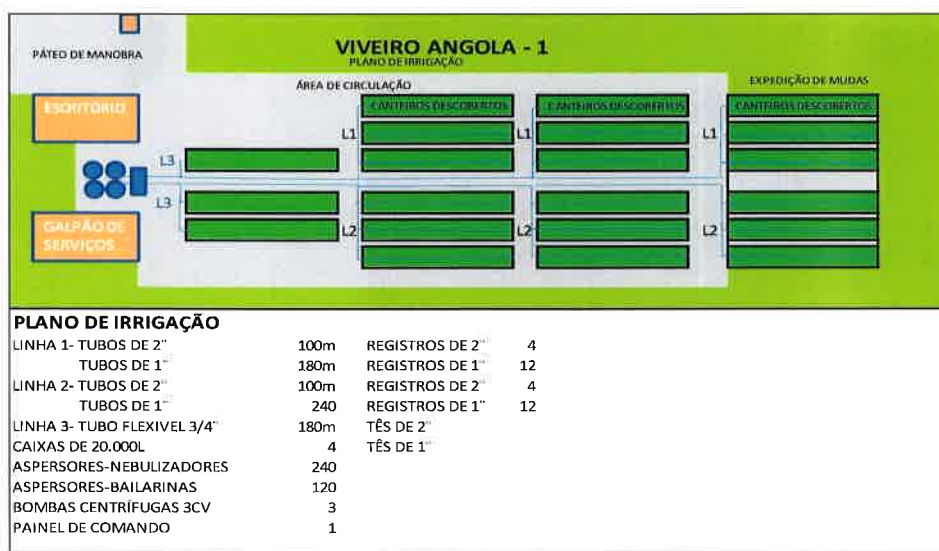 PÁTEO DE MANOBRA
VIVEIRO ANGOLA - 1
PLANO DE IRRIGAÇÃO
ÁREA DE CIRCULAÇÃO
EXPEDIÇÃO DE MUDAS
ESCRITÓRIO
CANTEIROS DESCOBERTOS
CANTEIROS DESCOBERTOS
CANTEIROS DESCOBERTOS
L1
L1
L1
L3
L3
GALPÃO DE
SERVIÇOS
L2
L2
L2
PLANO DE IRRIGAÇÃO
LINHA 1- TUBOS DE 2" 100m REGISTROS DE 2" 4
TUBOS DE 1" 180m REGISTROS DE 1" 12
LINHA 2- TUBOS DE 2" 100m REGISTROS DE 2" 4
TUBOS DE 1" 240 REGISTROS DE 1" 12
LINHA 3- TUBO FLEXIVEL 3/4" 180m TÊS DE 2"
CAIXAS DE 20.000L 4 TÊS DE 1"
ASPERSORES-NEBULIZADORES 240
ASPERSORES-BAILARINAS 120
BOMBAS CENTRÍFUGAS 3CV 3
PAINEL DE COMANDO 1